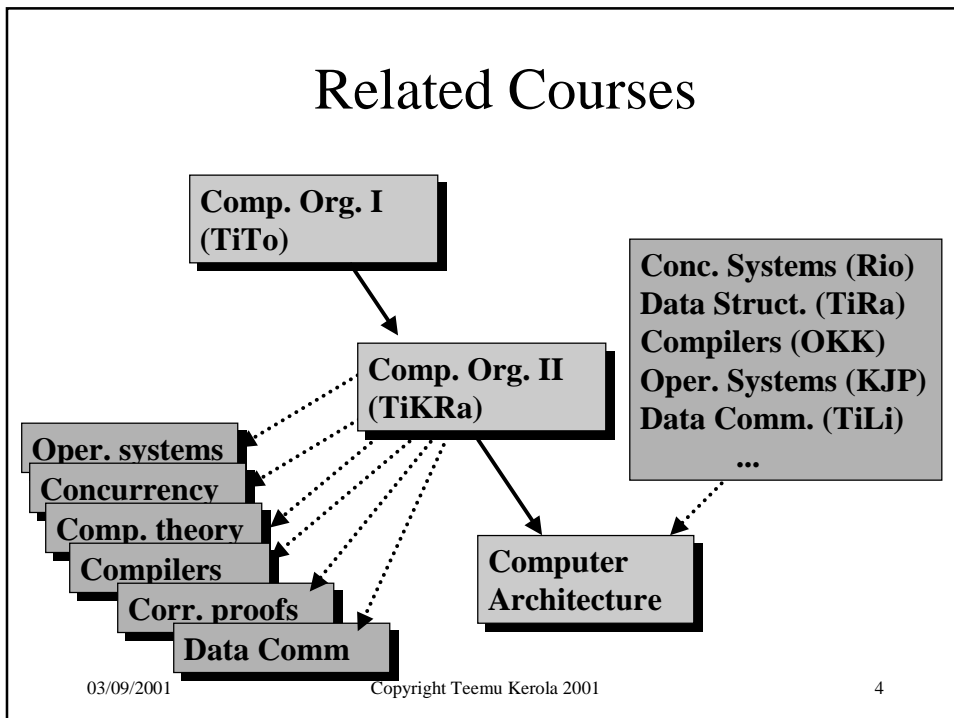 Related Courses
Comp. Org. I
(TiTo)
Conc. Systems (Rio)
Data Struct. (TiRa)
Compilers (OKK)
Oper. Systems (KJP)
Data Comm. (TiLi)
...
Comp. Org. II
(TiKRa)
Oper. systems
Concurrency
Comp. theory
Compilers
Corr. proofs
Data Comm
Computer
Architecture
03/09/2001
Copyright Teemu Kerola 2001
4